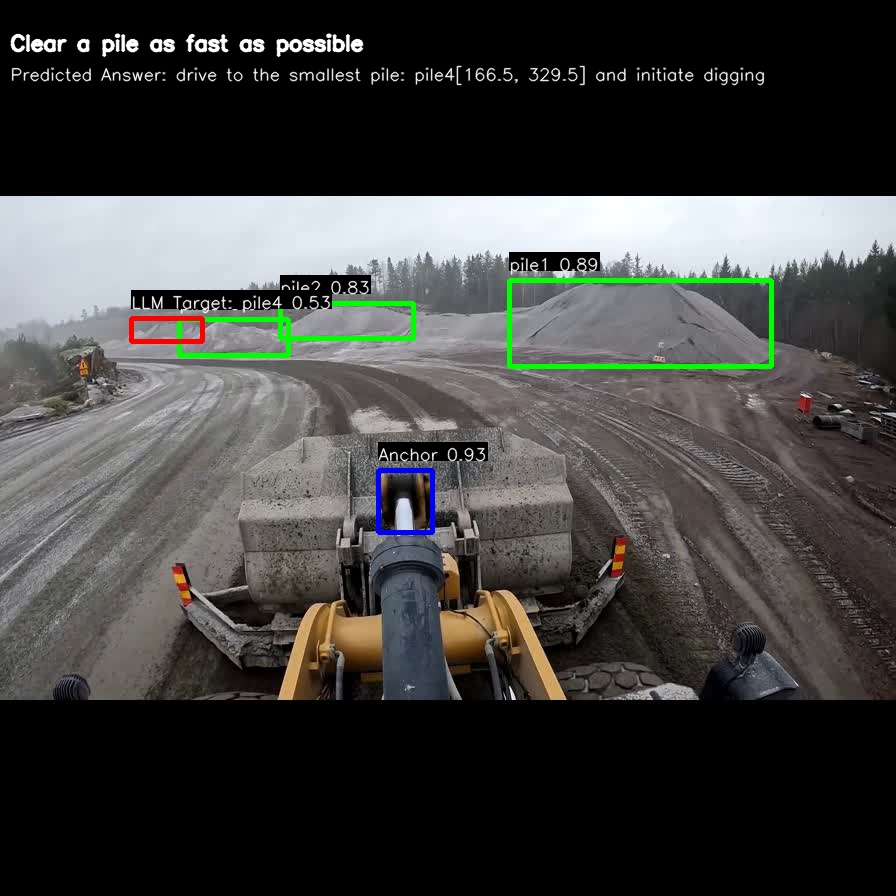 Clear a pile as fast as possible
Predicted Answer: drive to the smallest pile: pile4[166.5, 329.5] and initiate digging
pile1 0.89
pile2 0.83
LLM Target: pile4 0.53
Anchor 0.93